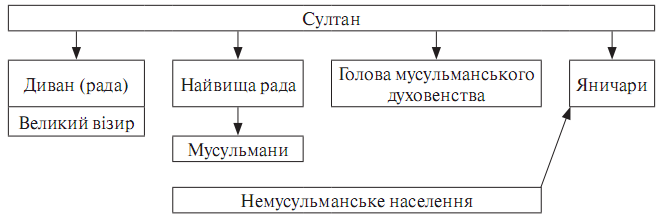 Султан
Диван (рада)
Великий візир
Найвища рада
Голова мусульманського
духовенства
Яничари
Мусульмани
Немусульманське населення